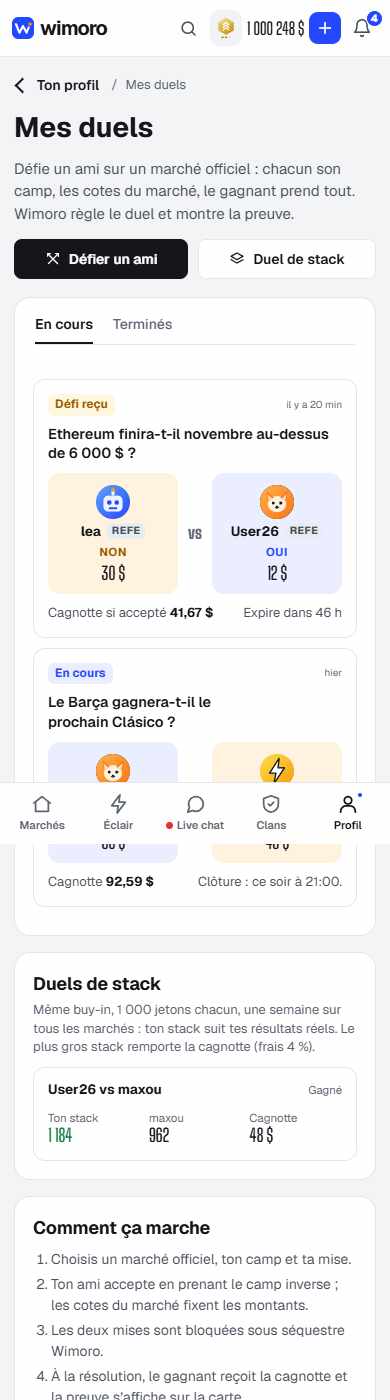 wimoro
1 000 248 $
4
Ton profil / Mes duels
Mes duels
Défie un ami sur un marché officiel : chacun son
camp, les cotes du marché, le gagnant prend tout.
Wimoro règle le duel et montre la preuve.
Défier un ami
Duel de stack
En cours
Terminés
Défi reçu
il y a 20 min
Ethereum finira-t-il novembre au-dessus
de 6 000 $ ?
lea REFE
NON
30 $
vs
User26 REFE
OUI
12 $
Cagnotte si accepté 41,67 $
Expire dans 46 h
En cours
hier
Le Barça gagnera-t-il le
prochain Clásico ?
Marchés
Éclair
Live chat
Clans
Profil
Cagnotte 92,59 $
Clôture : ce soir à 21:00.
Duels de stack
Même buy-in, 1 000 jetons chacun, une semaine sur
tous les marchés : ton stack suit tes résultats réels. Le
plus gros stack remporte la cagnotte (frais 4 %).
User26 vs maxou
Gagné
Ton stack
maxou
Cagnotte
1 184
962
48 $
Comment ça marche
1. Choisis un marché officiel, ton camp et ta mise.
2. Ton ami accepte en prenant le camp inverse ;
les cotes du marché fixent les montants.
3. Les deux mises sont bloquées sous séquestre
Wimoro.
4. À la résolution, le gagnant reçoit la cagnotte et
la preuve s'affiche sur la carte.